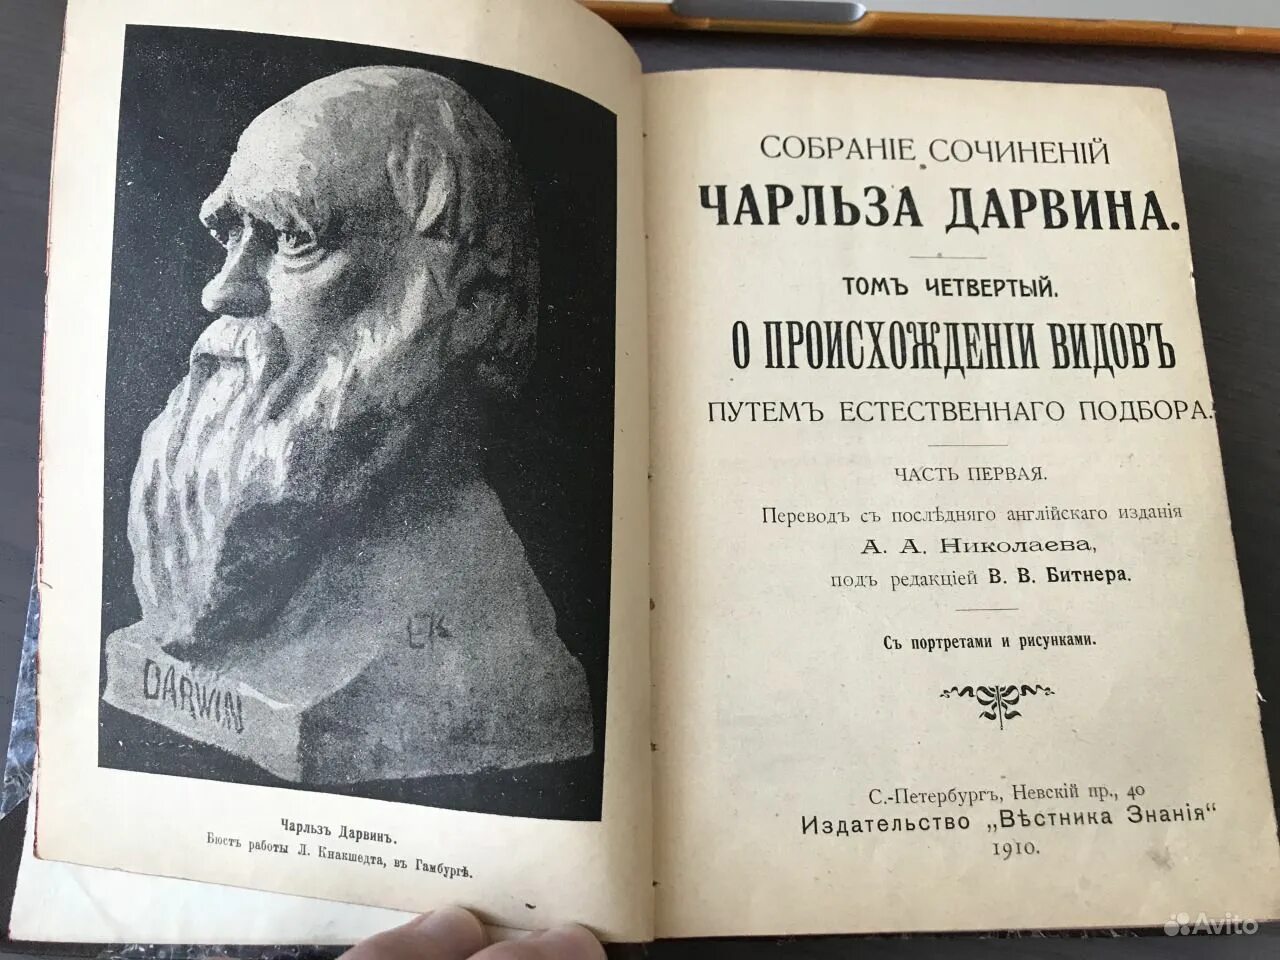 DARWIN
LK
Чарльзъ Дарвинъ.
Бюстъ работы Л. Кнакшедта, въ Гамбургѣ.
СОБРАНІЕ СОЧИНЕНІЙ
ЧАРЛЬЗА ДАРВИНА.
ТОМЪ ЧЕТВЕРТЫЙ.
О ПРОИСХОЖДЕНІИ ВИДОВЪ
ПУТЕМЪ ЕСТЕСТВЕННАГО ПОДБОРА.
ЧАСТЬ ПЕРВАЯ.
Переводъ съ послѣдняго англійскаго изданія
А. А. Николаева,
подъ редакціей В. В. Битнера.
Съ портретами и рисунками.
С.-Петербургъ, Невскій пр., 40
Издательство „Вѣстника Знанія“
1910.
Avito